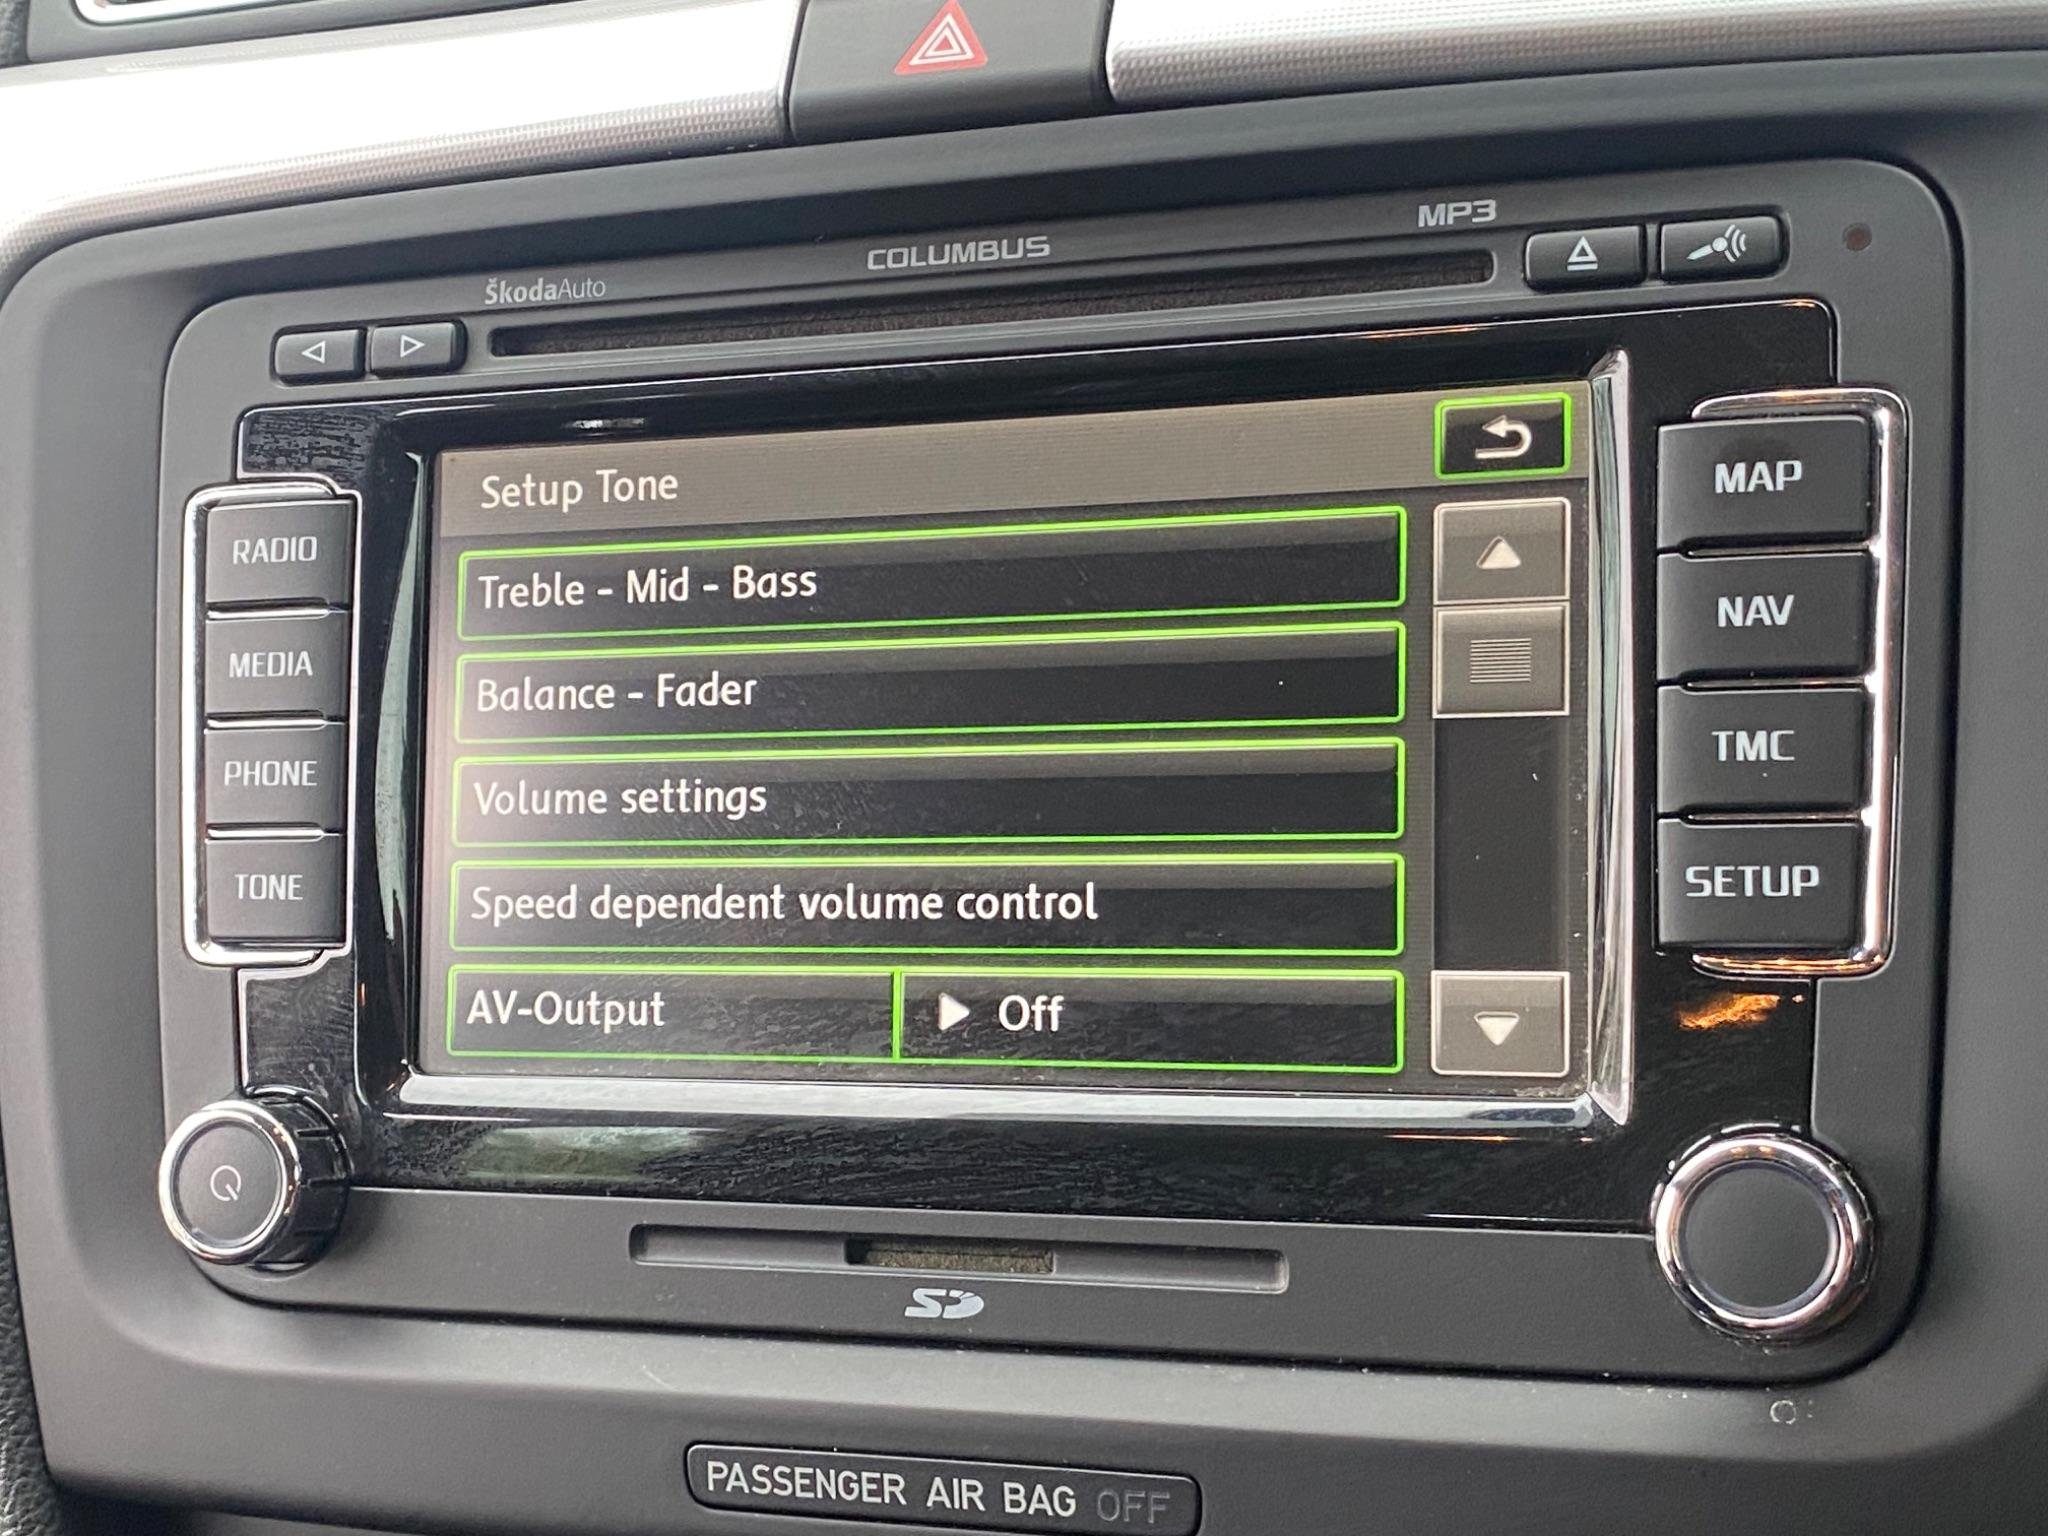 MP3
COLUMBUS
ŠkodaAuto
Setup Tone
Treble - Mid - Bass
Balance - Fader
Volume settings
Speed dependent volume control
AV-Output
Off
RADIO
MEDIA
PHONE
TONE
MAP
NAV
TMC
SETUP
SD
PASSENGER AIR BAG OFF